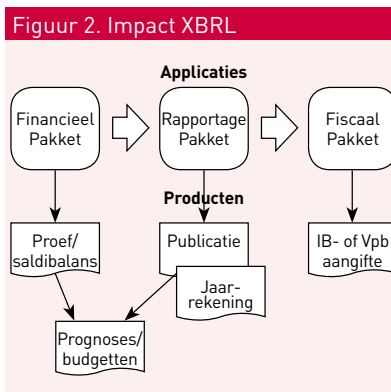 Figuur 2. Impact XBRL
Applicaties
Financieel
Pakket
Rapportage
Pakket
Fiscaal
Pakket
Producten
Proef/
saldibalans
Publicatie
Jaar-
rekening
IB- of Vpb
aangifte
Prognoses/
budgetten